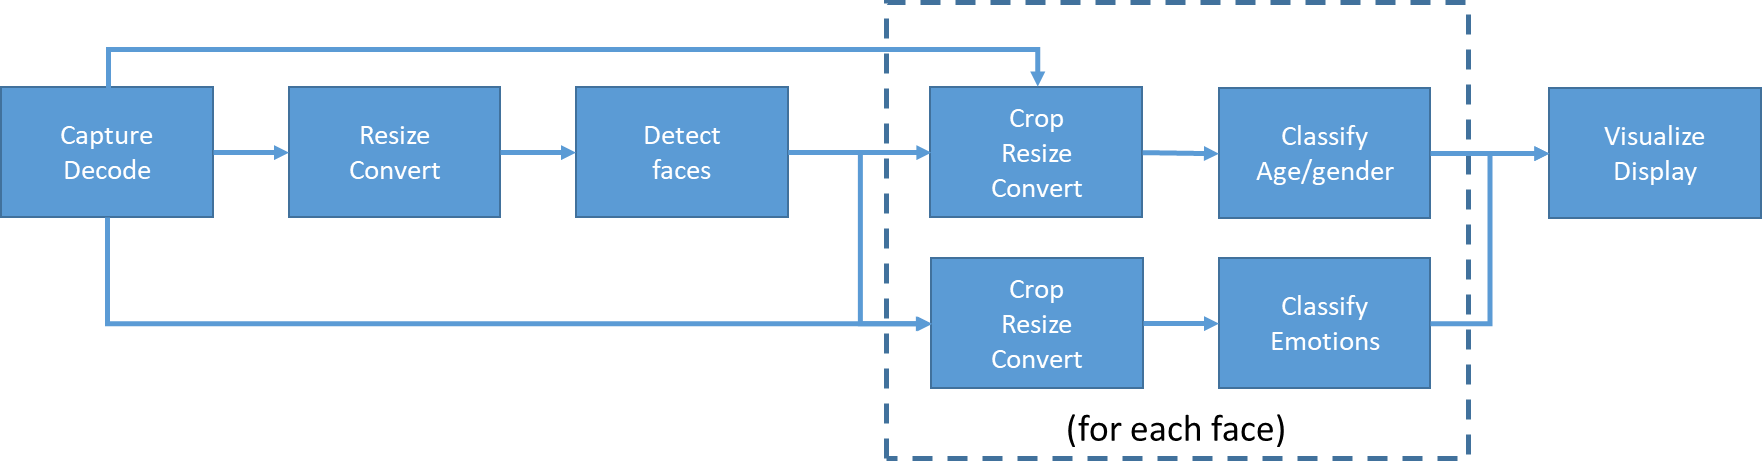 Capture
Decode
Resize
Convert
Detect
faces
Crop
Resize
Convert
Classify
Age/gender
Visualize
Display
Crop
Resize
Convert
Classify
Emotions
(for each face)